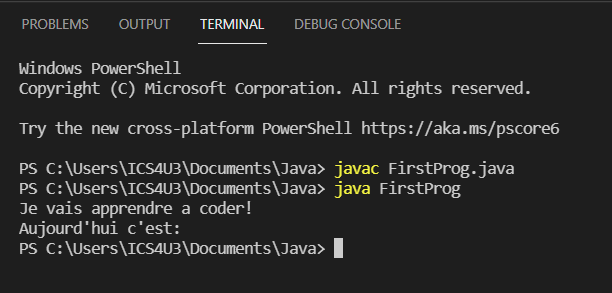 PROBLEMS OUTPUT TERMINAL DEBUG CONSOLE
Windows PowerShell
Copyright (C) Microsoft Corporation. All rights reserved.
Try the new cross-platform PowerShell https://aka.ms/pscore6
PS C:\Users\ICS4U3\Documents\Java> javac FirstProg.java
PS C:\Users\ICS4U3\Documents\Java> java FirstProg
Je vais apprendre a coder!
Aujourd'hui c'est:
PS C:\Users\ICS4U3\Documents\Java>